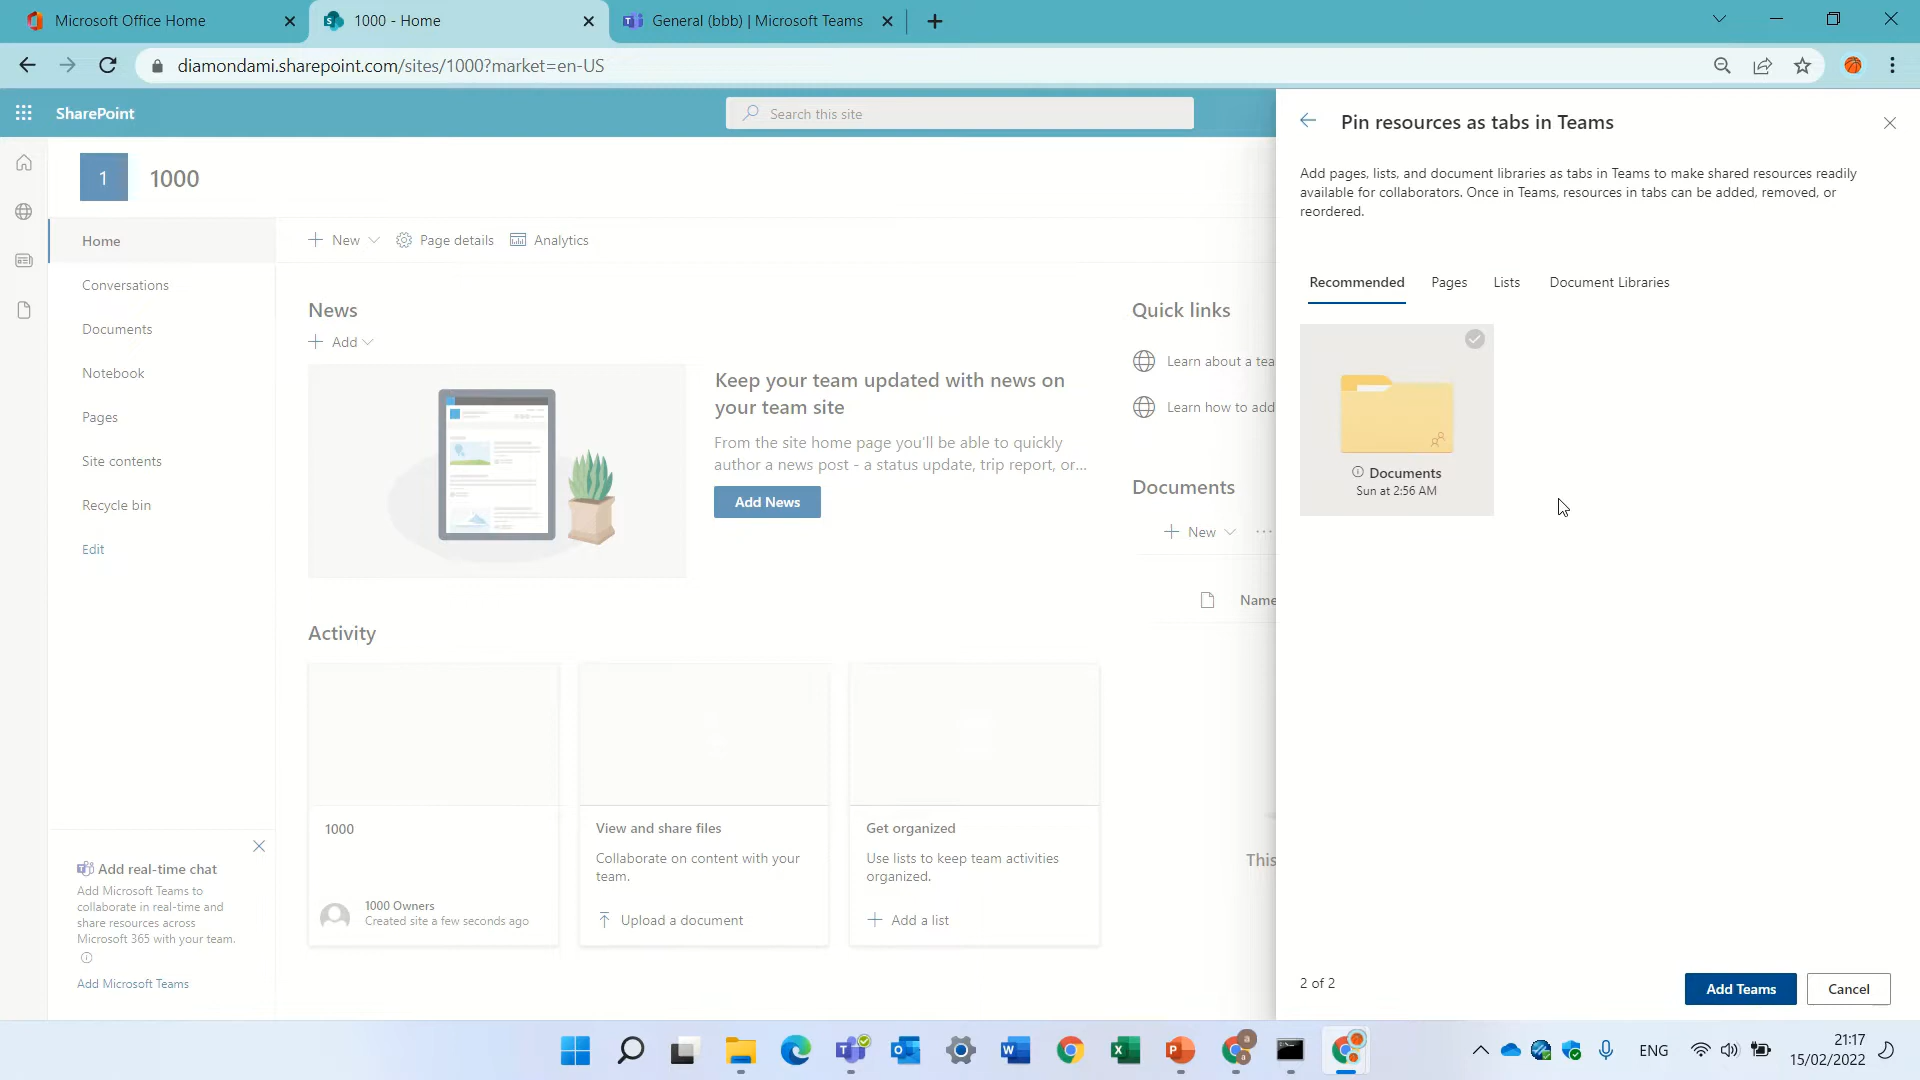 Microsoft Office Home
1000 - Home
General (bbb) | Microsoft Teams
diamondami.sharepoint.com/sites/1000?market=en-US
SharePoint
Search this site
1
1000
Home
Conversations
Documents
Notebook
Pages
Site contents
Recycle bin
Edit
New
Page details
Analytics
News
Add
Keep your team updated with news on
your team site
From the site home page you'll be able to quickly
author a news post - a status update, trip report, or...
Add News
Quick links
Learn about a tea
Learn how to add
Documents
New
Name
This
Activity
1000
1000 Owners
Created site a few seconds ago
View and share files
Collaborate on content with your
team.
Upload a document
Get organized
Use lists to keep team activities
organized.
Add a list
Add real-time chat
Add Microsoft Teams to
collaborate in real-time and
share resources across
Microsoft 365 with your team.
Add Microsoft Teams
Pin resources as tabs in Teams
Add pages, lists, and document libraries as tabs in Teams to make shared resources readily
available for collaborators. Once in Teams, resources in tabs can be added, removed, or
reordered.
Recommended
Pages
Lists
Document Libraries
Documents
Sun at 2:56 AM
2 of 2
Add Teams
Cancel
ENG
21:17
15/02/2022